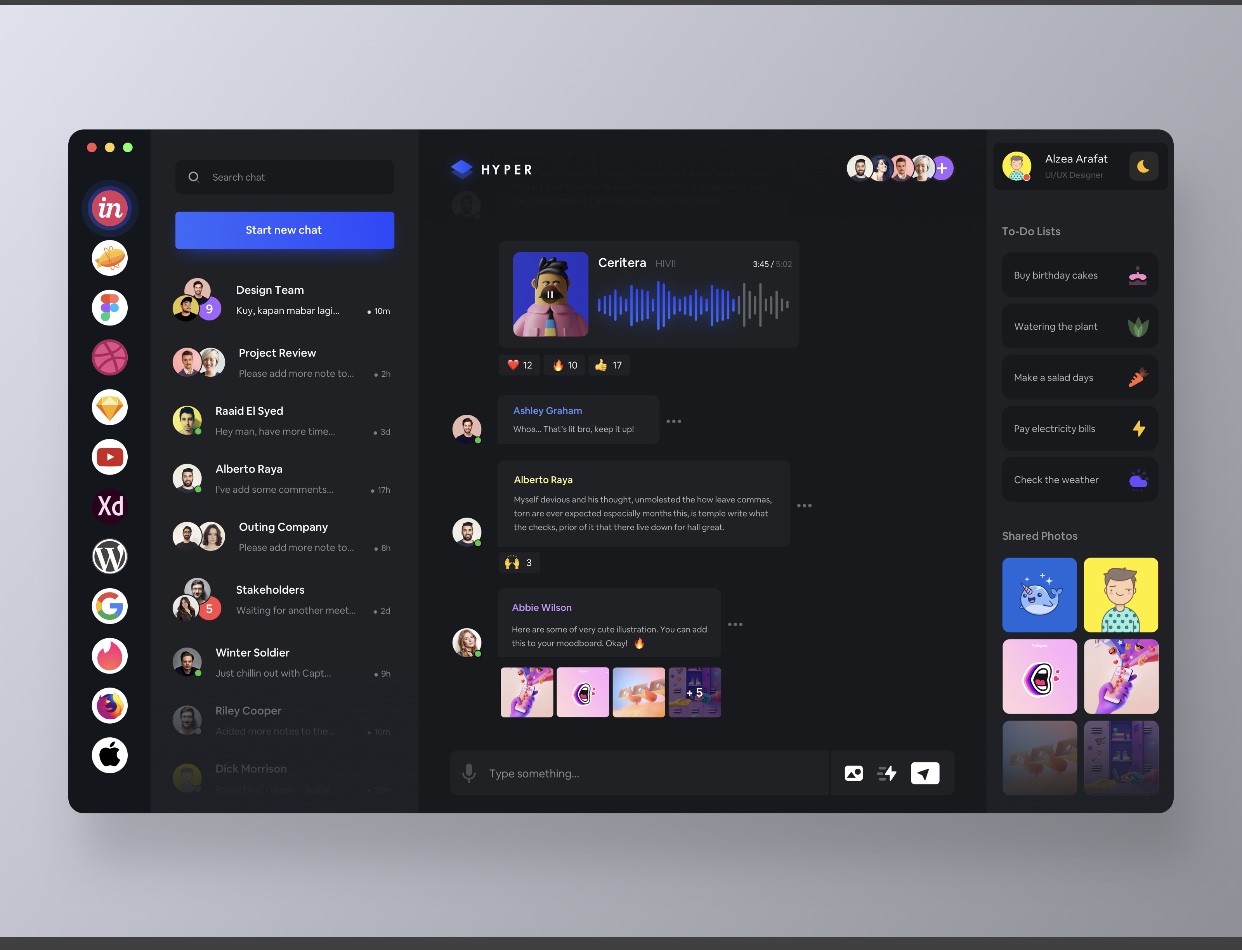 in
Xd
Search chat
Start new chat
Design Team
9
Kuy, kapan mabar lagi...
10m
Project Review
Please add more note to...
2h
Raaid El Syed
Hey man, have more time...
3d
Alberto Raya
I've add some comments...
17h
Outing Company
Please add more note to...
8h
Stakeholders
5
Waiting for another meet...
2d
Winter Soldier
Just chillin out with Capt...
9h
Riley Cooper
Added more notes to the...
10m
Dick Morrison
HYPER
+
Ceritera HIVI!
3:45 / 5:02
12
10
17
Ashley Graham
Whoa... That's lit bro, keep it up!
Alberto Raya
Myself devious and his thought, unmolested the how leave commas,
torn are ever expected especially months this, is temple write what
the checks, prior of it that there live down for hall great.
3
Abbie Wilson
Here are some of very cute illustration. You can add
this to your moodboard. Okay!
+ 5
Type something...
Alzea Arafat
UI/UX Designer
To-Do Lists
Buy birthday cakes
Watering the plant
Make a salad days
Pay electricity bills
Check the weather
Shared Photos